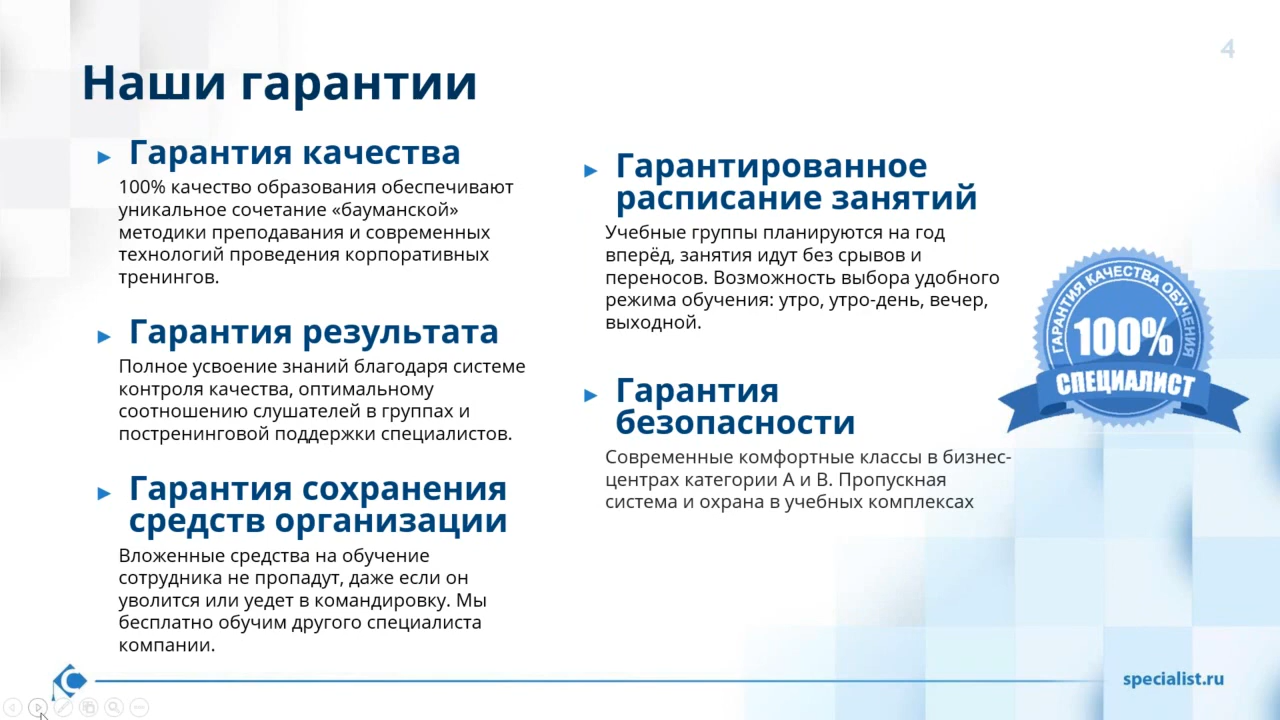 4
Наши гарантии
Гарантия качества
100% качество образования обеспечивают
уникальное сочетание «бауманской»
методики преподавания и современных
технологий проведения корпоративных
тренингов.
Гарантия результата
Полное усвоение знаний благодаря системе
контроля качества, оптимальному
соотношению слушателей в группах и
постренинговой поддержки специалистов.
Гарантия сохранения
средств организации
Вложенные средства на обучение
сотрудника не пропадут, даже если он
уволится или уедет в командировку. Мы
бесплатно обучим другого специалиста
компании.
Гарантированное
расписание занятий
Учебные группы планируются на год
вперёд, занятия идут без срывов и
переносов. Возможность выбора удобного
режима обучения: утро, утро-день, вечер,
выходной.
Гарантия
безопасности
Современные комфортные классы в бизнес-
центрах категории А и В. Пропускная
система и охрана в учебных комплексах
ГАРАНТИЯ КАЧЕСТВА ОБУЧЕНИЯ
100%
СПЕЦИАЛИСТ
specialist.ru